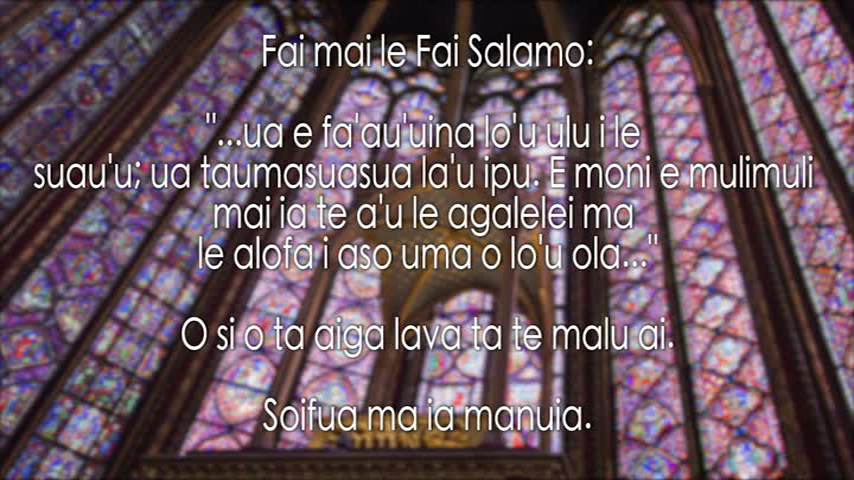 Fai mai le Fai Salamo:
"...ua e fa'au'uina lo'u ulu i le
suau'u; ua taumasuasua la'u ipu. E moni e mulimuli
mai ia te a'u le agalelei ma
le alofa i aso uma o lo'u ola..."
O si o ta aiga lava ta te malu ai.
Soifua ma ia manuia.